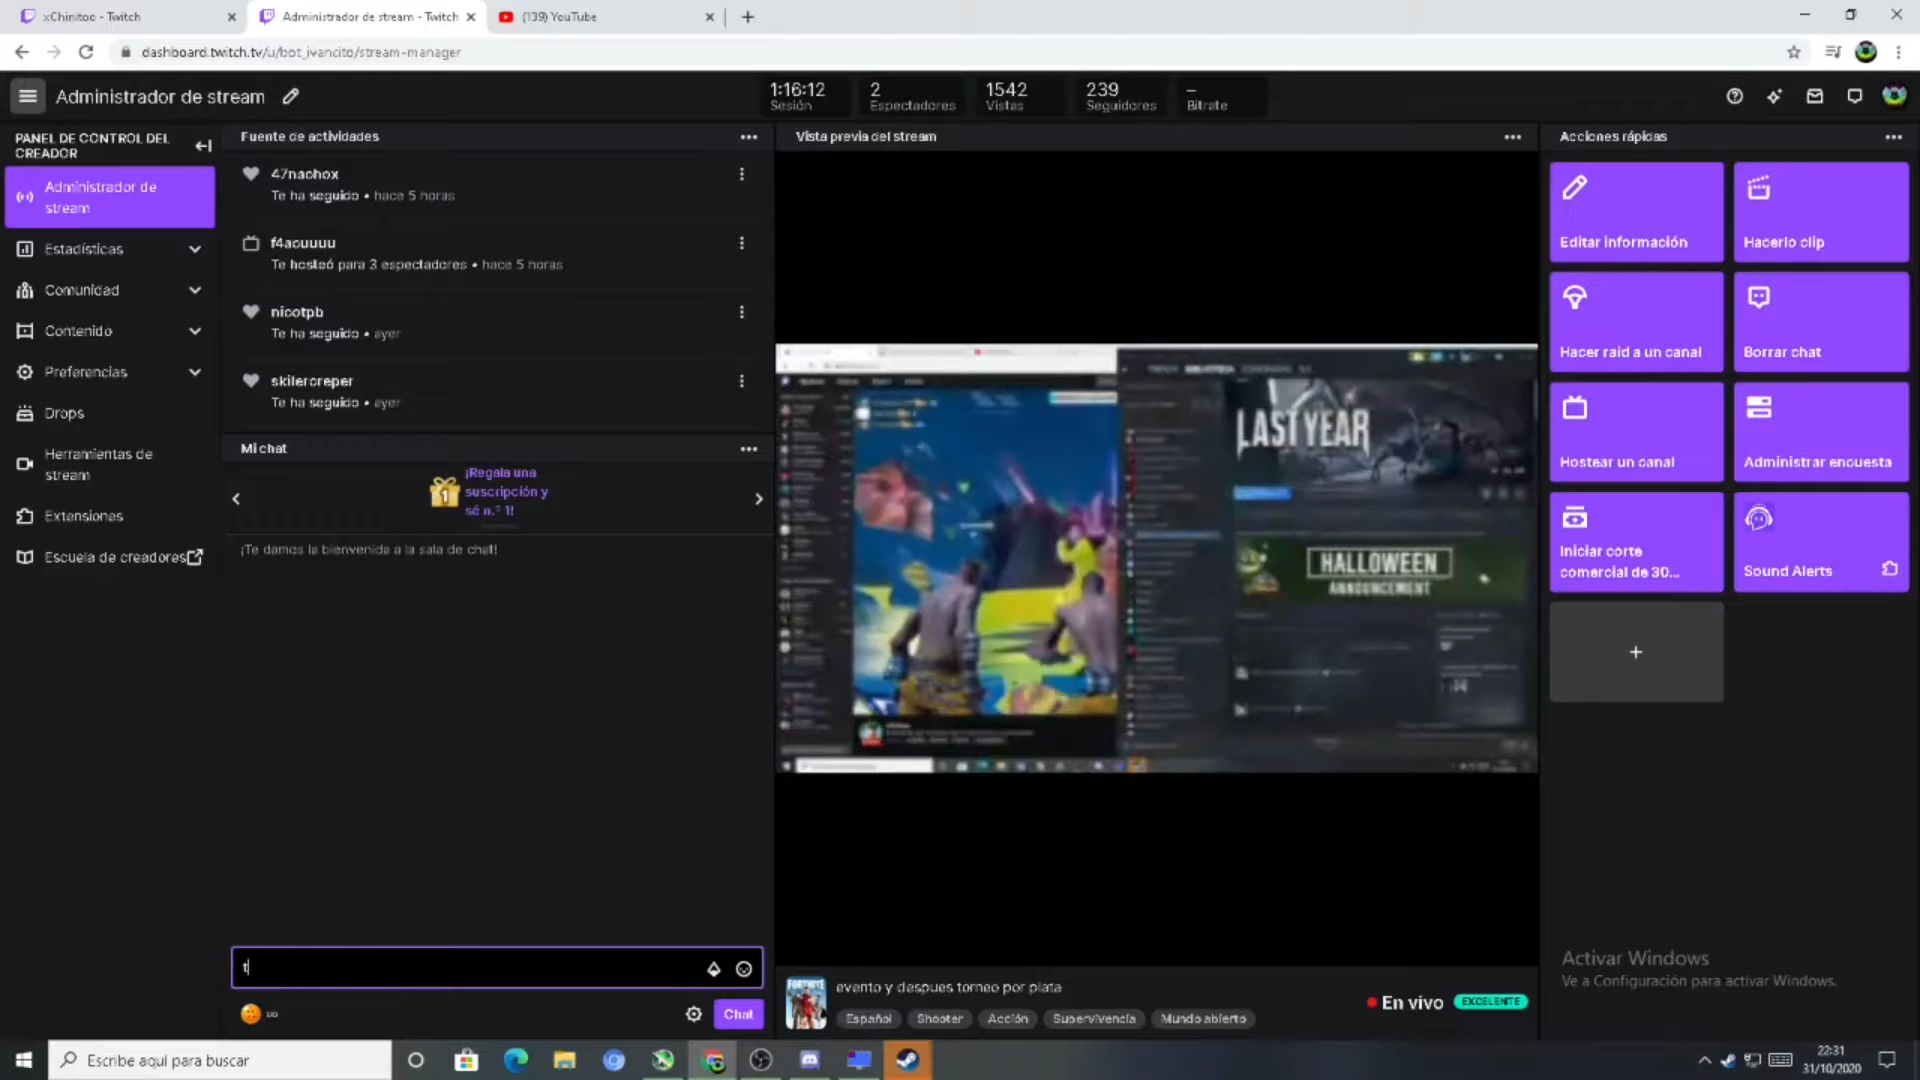 xChinitoo - Twitch
Administrador de stream - Twitch
(139) YouTube
dashboard.twitch.tv/u/bot_ivancito/stream-manager
Administrador de stream
1:16:12
Sesión
2
Espectadores
1542
Vistas
239
Seguidores
–
Bitrate
PANEL DE CONTROL DEL
CREADOR
Administrador de
stream
Estadísticas
Comunidad
Contenido
Preferencias
Drops
Herramientas de
stream
Extensiones
Escuela de creadores
Fuente de actividades
47nachox
Te ha seguido • hace 5 horas
f4aouuuu
Te hosteó para 3 espectadores • hace 5 horas
nicotpb
Te ha seguido • ayer
skilercreper
Te ha seguido • ayer
Mi chat
1
¡Regala una
suscripción y
sé n.º 1!
¡Te damos la bienvenida a la sala de chat!
t
Chat
Vista previa del stream
LAST YEAR
HALLOWEEN
ANNOUNCEMENT
FORTNITE
evento y despues torneo por plata
Español
Shooter
Acción
Supervivencia
Mundo abierto
En vivo
EXCELENTE
Acciones rápidas
Editar información
Hacerlo clip
Hacer raid a un canal
Borrar chat
Hostear un canal
Administrar encuesta
Iniciar corte
comercial de 30...
Sound Alerts
+
Activar Windows
Ve a Configuración para activar Windows.
Escribe aquí para buscar
22:31
31/10/2020